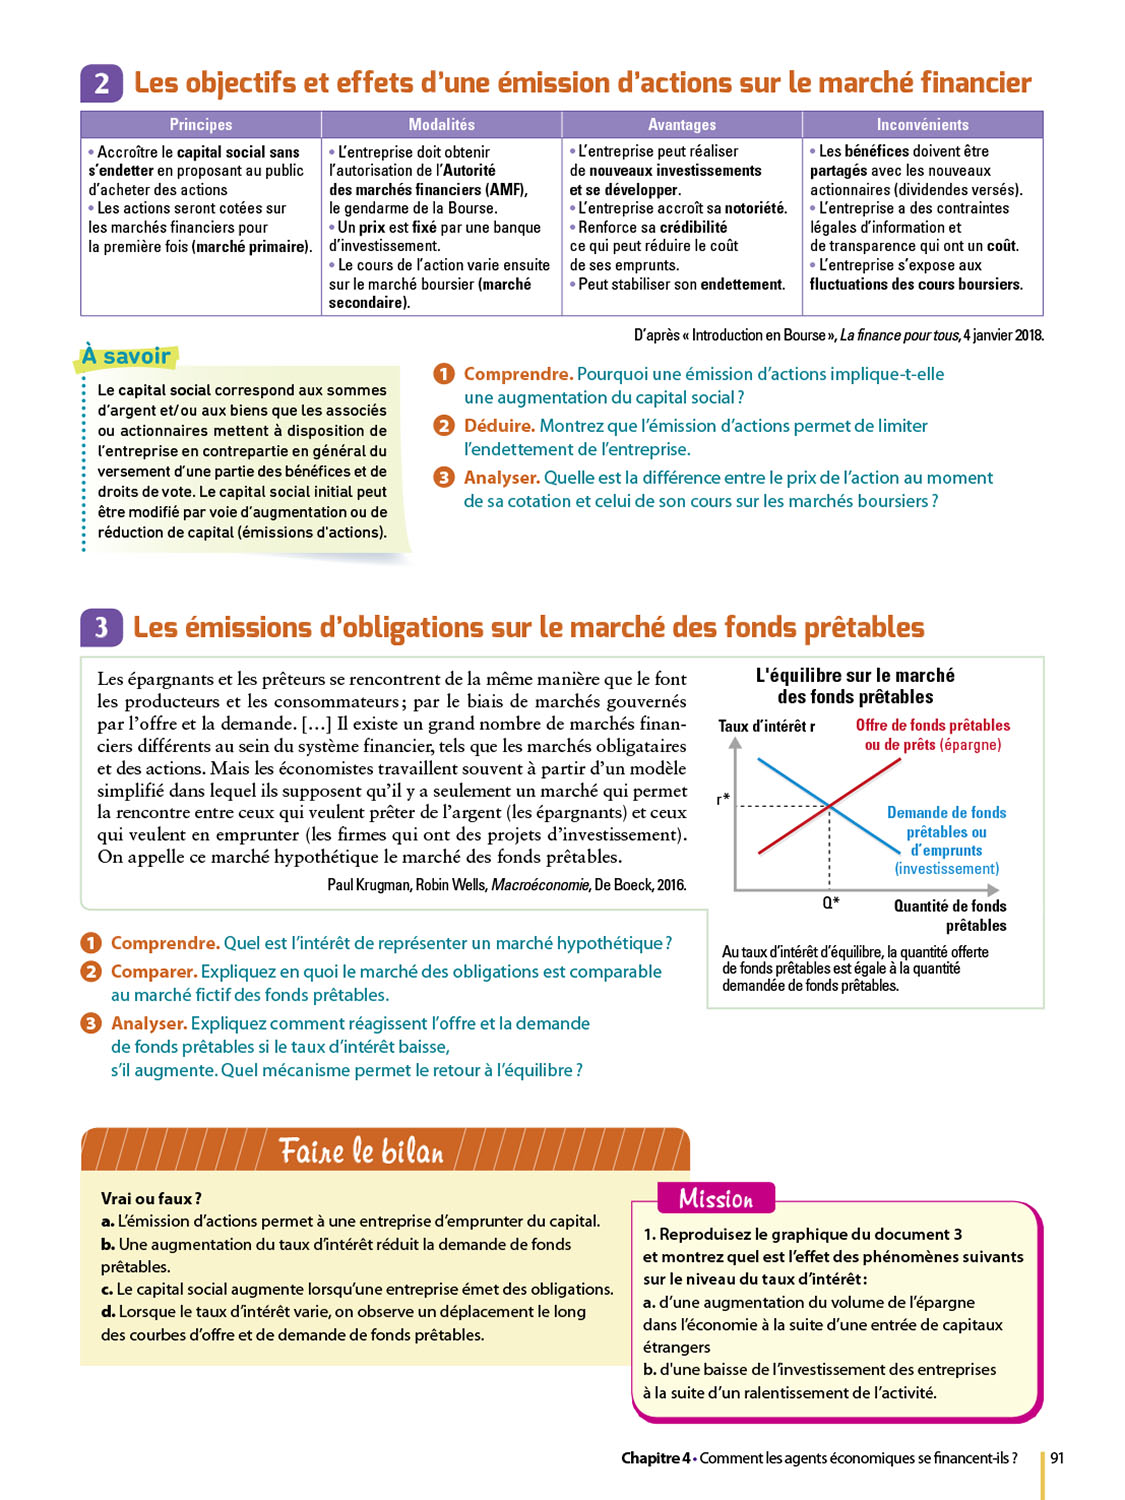 2 Les objectifs et effets d'une émission d'actions sur le marché financier
Principes
• Accroître le capital social sans
s'endetter en proposant au public
d'acheter des actions
• Les actions seront cotées sur
les marchés financiers pour
la première fois (marché primaire).
Modalités
• L'entreprise doit obtenir
l'autorisation de l'Autorité
des marchés financiers (AMF),
le gendarme de la Bourse.
• Un prix est fixé par une banque
d'investissement.
• Le cours de l'action varie ensuite
sur le marché boursier (marché
secondaire).
Avantages
• L'entreprise peut réaliser
de nouveaux investissements
et se développer.
• L'entreprise accroît sa notoriété.
• Renforce sa crédibilité
ce qui peut réduire le coût
de ses emprunts.
• Peut stabiliser son endettement.
Inconvénients
• Les bénéfices doivent être
partagés avec les nouveaux
actionnaires (dividendes versés).
• L'entreprise a des contraintes
légales d'information et
de transparence qui ont un coût.
• L'entreprise s'expose aux
fluctuations des cours boursiers.
D'après « Introduction en Bourse », La finance pour tous, 4 janvier 2018.
À savoir
Le capital social correspond aux sommes
d'argent et/ou aux biens que les associés
ou actionnaires mettent à disposition de
l'entreprise en contrepartie en général du
versement d'une partie des bénéfices et de
droits de vote. Le capital social initial peut
être modifié par voie d'augmentation ou de
réduction de capital (émissions d'actions).
1 Comprendre. Pourquoi une émission d'actions implique-t-elle
une augmentation du capital social ?
2 Déduire. Montrez que l'émission d'actions permet de limiter
l'endettement de l'entreprise.
3 Analyser. Quelle est la différence entre le prix de l'action au moment
de sa cotation et celui de son cours sur les marchés boursiers ?
3 Les émissions d'obligations sur le marché des fonds prêtables
Les épargnants et les prêteurs se rencontrent de la même manière que le font
les producteurs et les consommateurs ; par le biais de marchés gouvernés
par l'offre et la demande. […] Il existe un grand nombre de marchés finan-
ciers différents au sein du système financier, tels que les marchés obligataires
et des actions. Mais les économistes travaillent souvent à partir d'un modèle
simplifié dans lequel ils supposent qu'il y a seulement un marché qui permet
la rencontre entre ceux qui veulent prêter de l'argent (les épargnants) et ceux
qui veulent en emprunter (les firmes qui ont des projets d'investissement).
On appelle ce marché hypothétique le marché des fonds prêtables.
Paul Krugman, Robin Wells, Macroéconomie, De Boeck, 2016.
L'équilibre sur le marché
des fonds prêtables
Taux d'intérêt r
Offre de fonds prêtables
ou de prêts (épargne)
r*
Demande de fonds
prêtables ou
d'emprunts
(investissement)
Q*
Quantité de fonds
prêtables
Au taux d'intérêt d'équilibre, la quantité offerte
de fonds prêtables est égale à la quantité
demandée de fonds prêtables.
1 Comprendre. Quel est l'intérêt de représenter un marché hypothétique ?
2 Comparer. Expliquez en quoi le marché des obligations est comparable
au marché fictif des fonds prêtables.
3 Analyser. Expliquez comment réagissent l'offre et la demande
de fonds prêtables si le taux d'intérêt baisse,
s'il augmente. Quel mécanisme permet le retour à l'équilibre ?
Faire le bilan
Vrai ou faux ?
a. L'émission d'actions permet à une entreprise d'emprunter du capital.
b. Une augmentation du taux d'intérêt réduit la demande de fonds
prêtables.
c. Le capital social augmente lorsqu'une entreprise émet des obligations.
d. Lorsque le taux d'intérêt varie, on observe un déplacement le long
des courbes d'offre et de demande de fonds prêtables.
Mission
1. Reproduisez le graphique du document 3
et montrez quel est l'effet des phénomènes suivants
sur le niveau du taux d'intérêt :
a. d'une augmentation du volume de l'épargne
dans l'économie à la suite d'une entrée de capitaux
étrangers
b. d'une baisse de l'investissement des entreprises
à la suite d'un ralentissement de l'activité.
Chapitre 4 • Comment les agents économiques se financent-ils ? 91